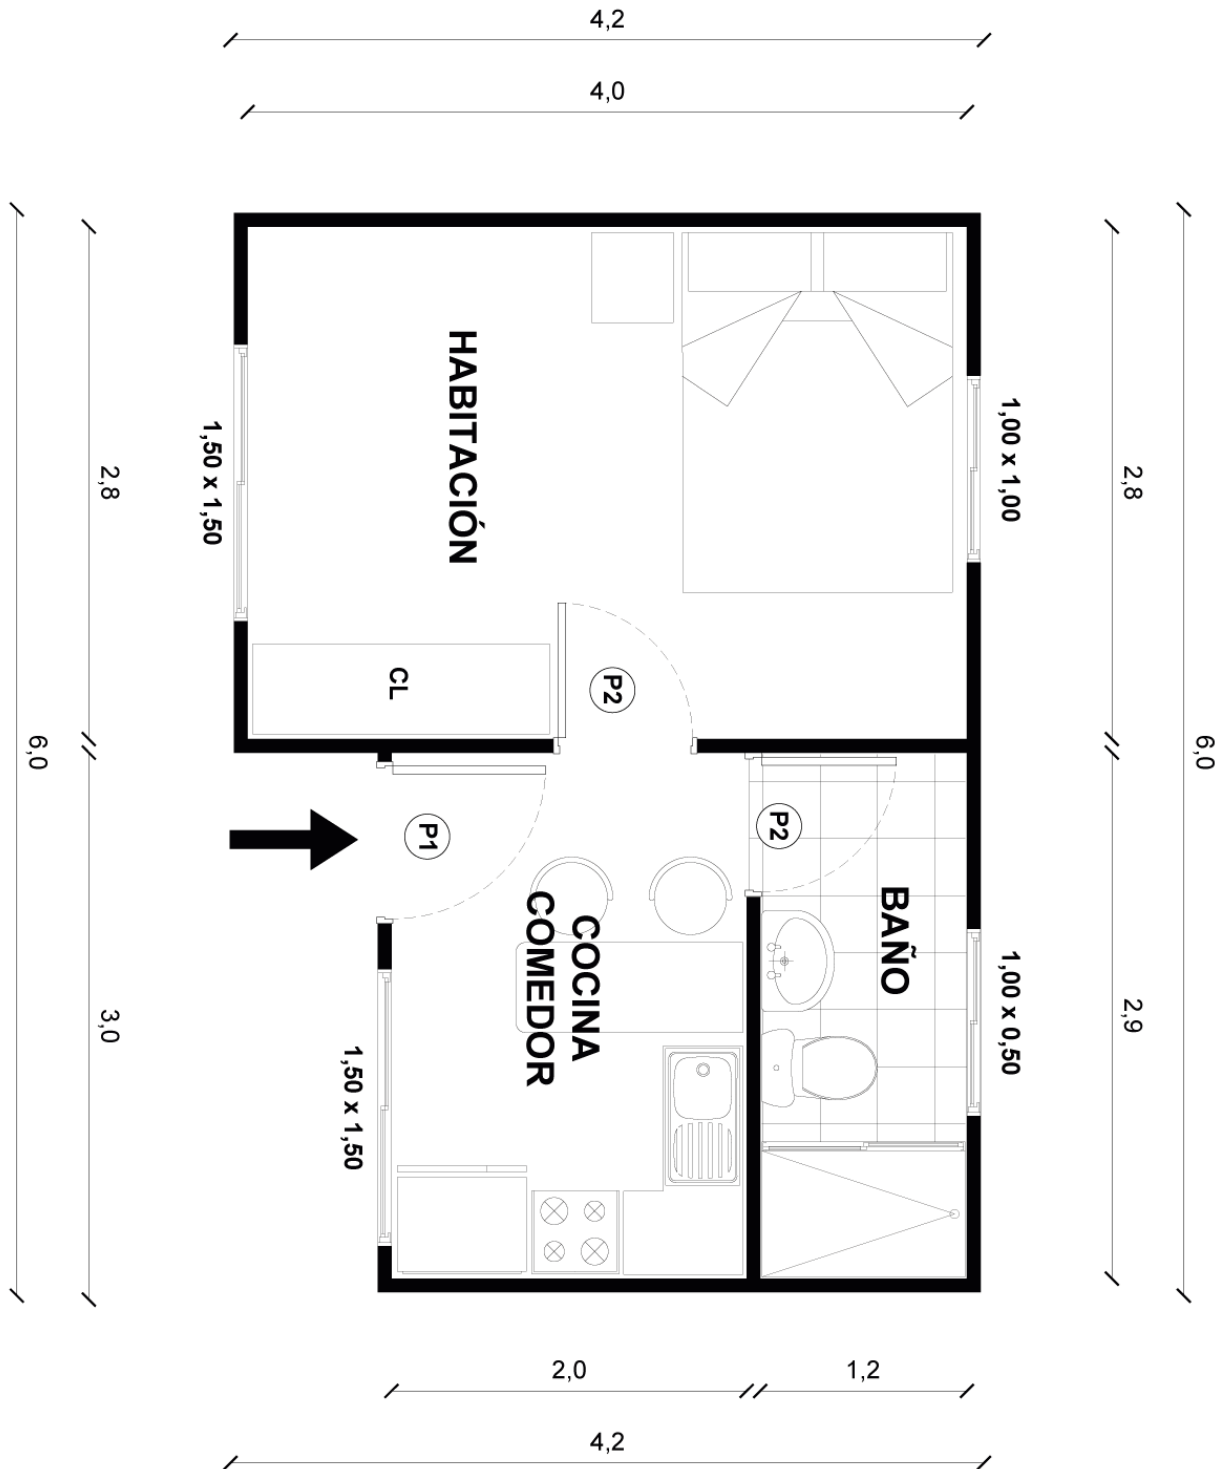 4,2
4,0
HABITACIÓN
1,50 x 1,50
1,00 x 1,00
2,8
2,8
CL
P2
6,0
6,0
P1
P2
BAÑO
COCINA
COMEDOR
1,00 x 0,50
3,0
2,9
1,50 x 1,50
2,0
1,2
4,2